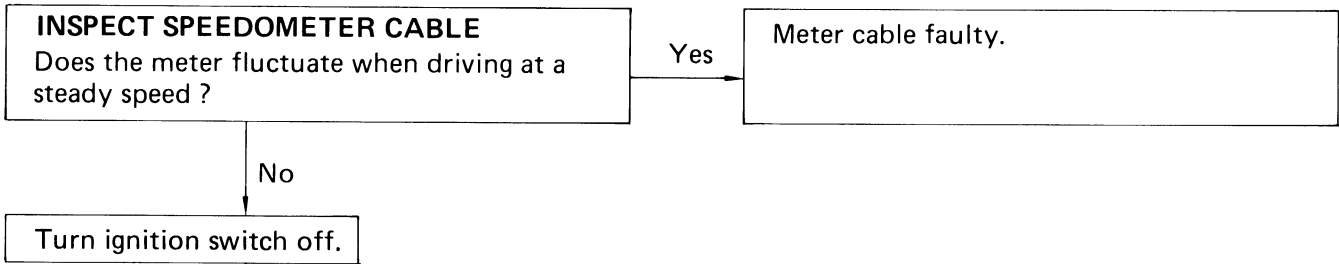 INSPECT SPEEDOMETER CABLE
Does the meter fluctuate when driving at a
steady speed ?
Yes
Meter cable faulty.
No
Turn ignition switch off.